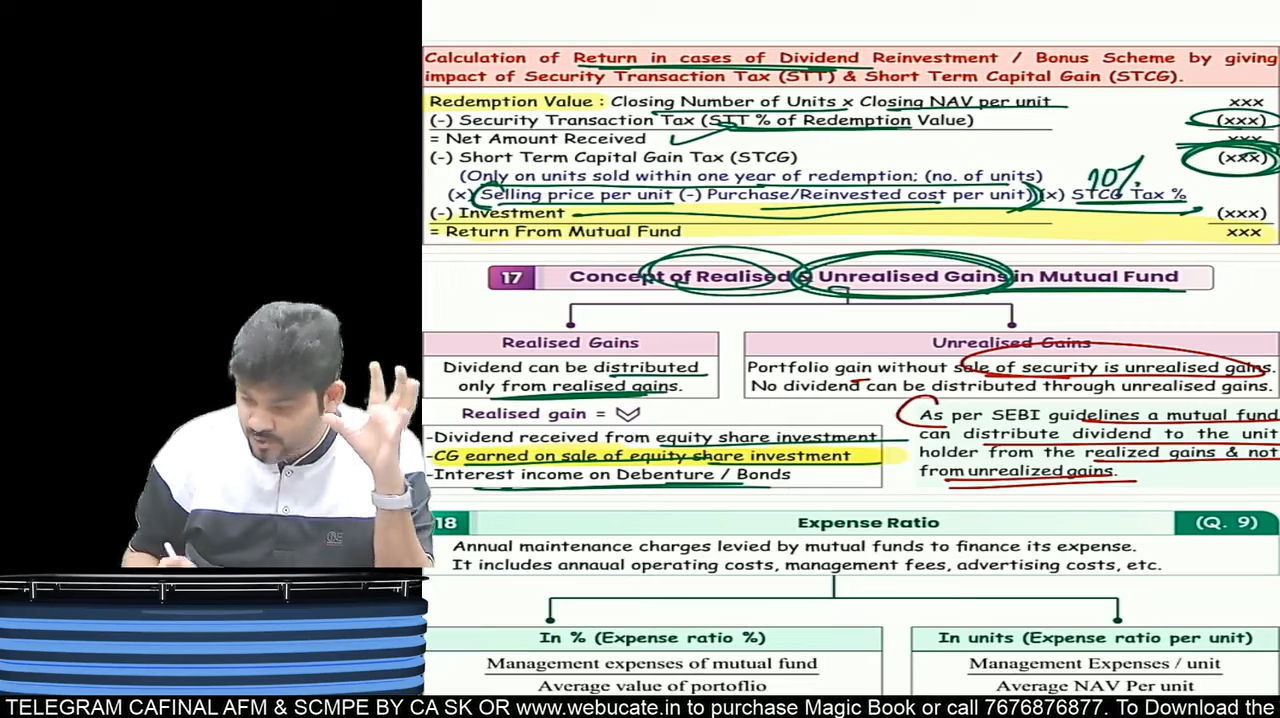 Calculation of Return in cases of Dividend Reinvestment / Bonus Scheme by giving
impact of Security Transaction Tax (STT) & Short Term Capital Gain (STCG).
Redemption Value : Closing Number of Units x Closing NAV per unit xxx
(-) Security Transaction Tax (STT % of Redemption Value) (xxx)
= Net Amount Received xxx
(-) Short Term Capital Gain Tax (STCG) (xxx)
(Only on units sold within one year of redemption; (no. of units)
10%
(x) Selling price per unit (-) Purchase/Reinvested cost per unit) (x) STCG Tax %
(-) Investment (xxx)
= Return From Mutual Fund xxx
17 Concept of Realised & Unrealised Gains in Mutual Fund
Realised Gains
Dividend can be distributed
only from realised gains.
Realised gain =
-Dividend received from equity share investment
-CG earned on sale of equity share investment
-Interest income on Debenture / Bonds
Unrealised Gains
Portfolio gain without sale of security is unrealised gains.
No dividend can be distributed through unrealised gains.
As per SEBI guidelines a mutual fund
can distribute dividend to the unit
holder from the realized gains & not
from unrealized gains.
18 Expense Ratio (Q. 9)
Annual maintenance charges levied by mutual funds to finance its expense.
It includes annaual operating costs, management fees, advertising costs, etc.
In % (Expense ratio %)
Management expenses of mutual fund
Average value of portoflio
In units (Expense ratio per unit)
Management Expenses / unit
Average NAV Per unit
TELEGRAM CAFINAL AFM & SCMPE BY CA SK OR www.webucate.in to purchase Magic Book or call 7676876877. To Download the